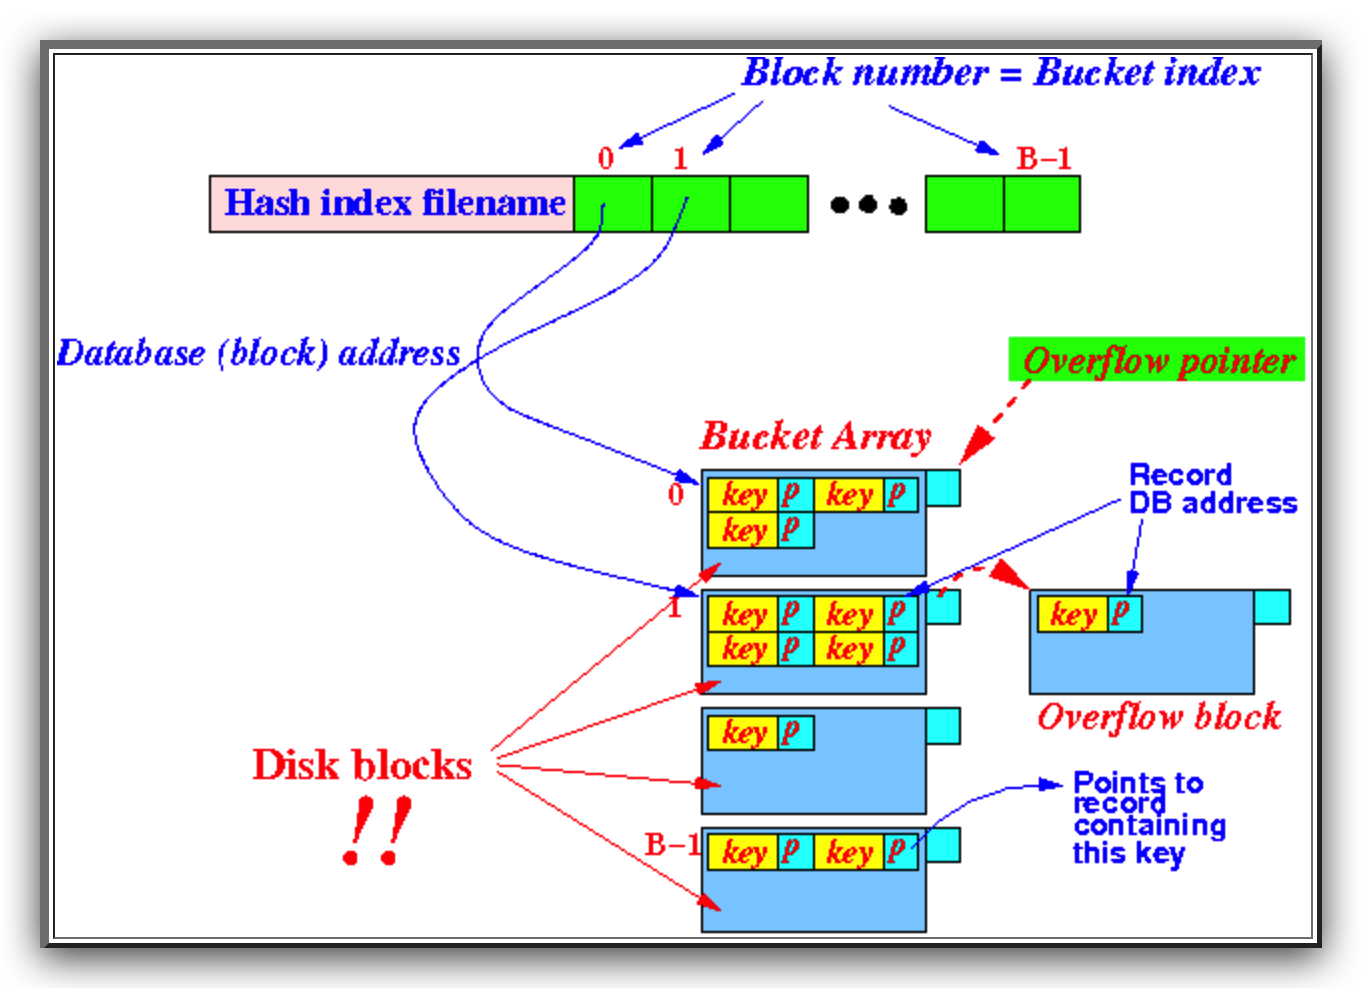 Block number = Bucket index
0 1 B-1
Hash index filename
Database (block) address
Overflow pointer
Bucket Array
Record
DB address
0
key p key p
key p
1
key p key p
key p key p
key p
Overflow block
key p
Disk blocks
!!
Points to
record
containing
this key
B-1
key p key p